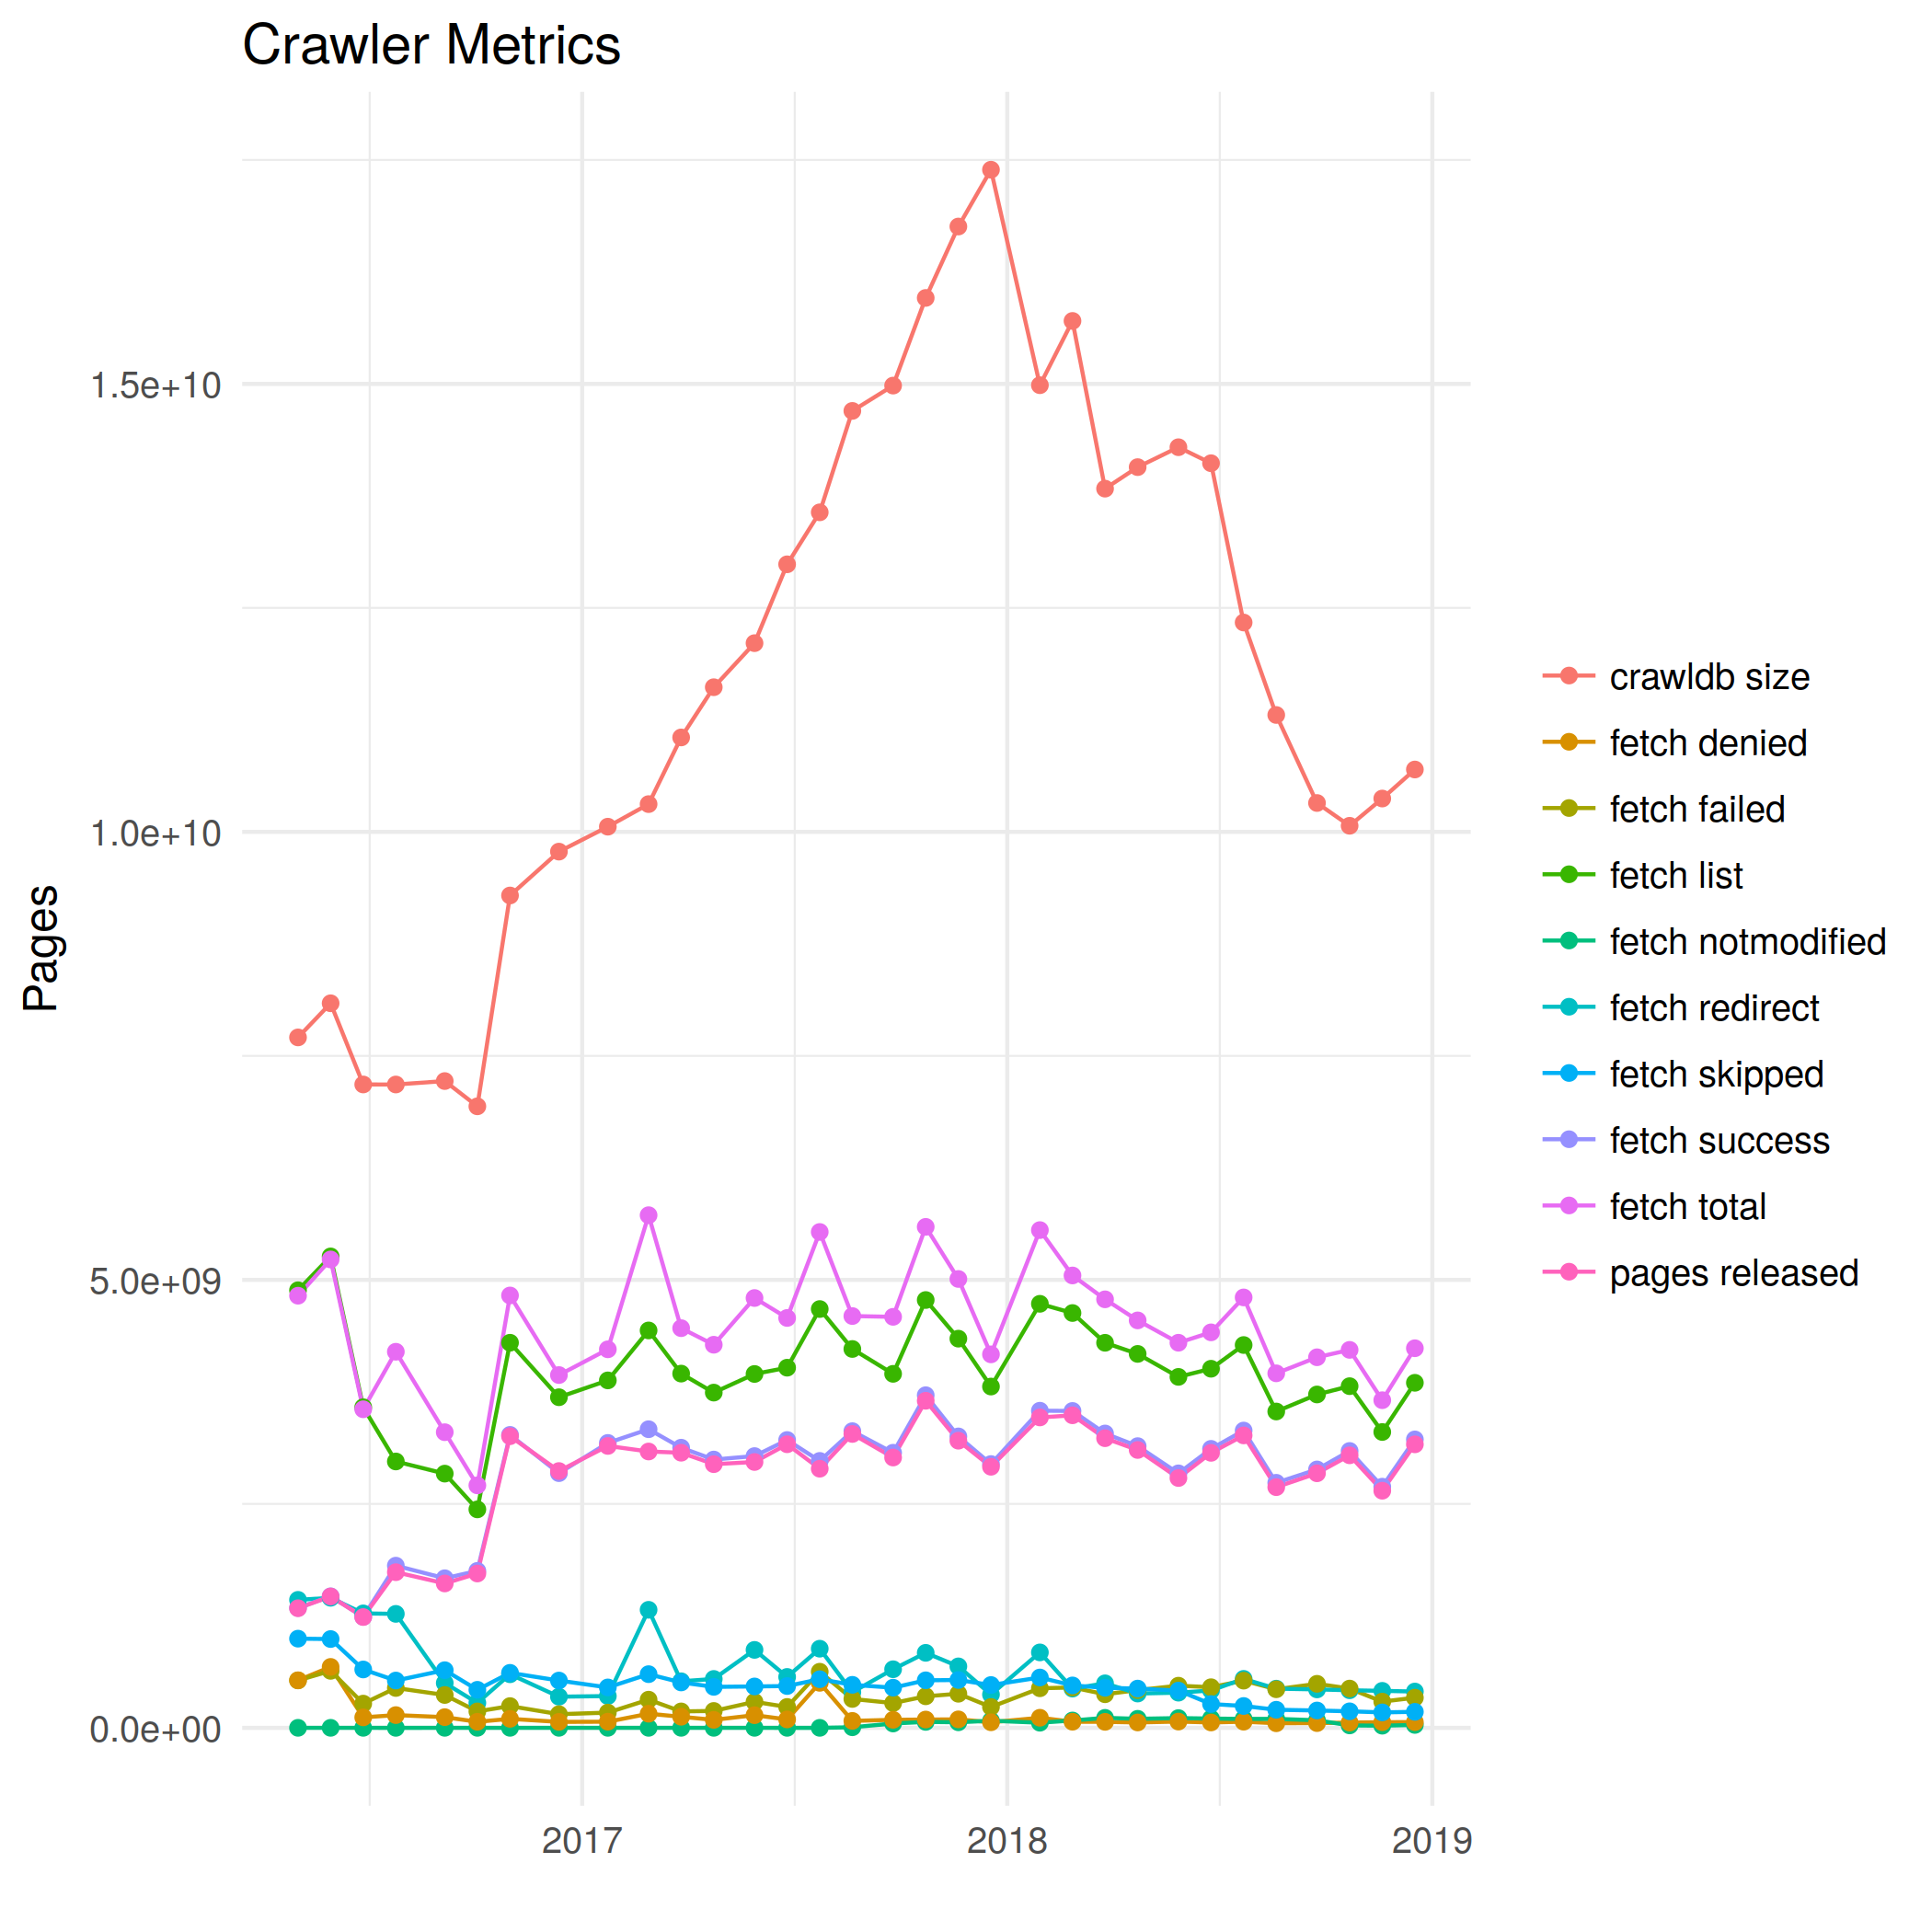 Crawler Metrics
Pages
1.5e+10
1.0e+10
5.0e+09
0.0e+00
2017
2018
2019
crawldb size
fetch denied
fetch failed
fetch list
fetch notmodified
fetch redirect
fetch skipped
fetch success
fetch total
pages released